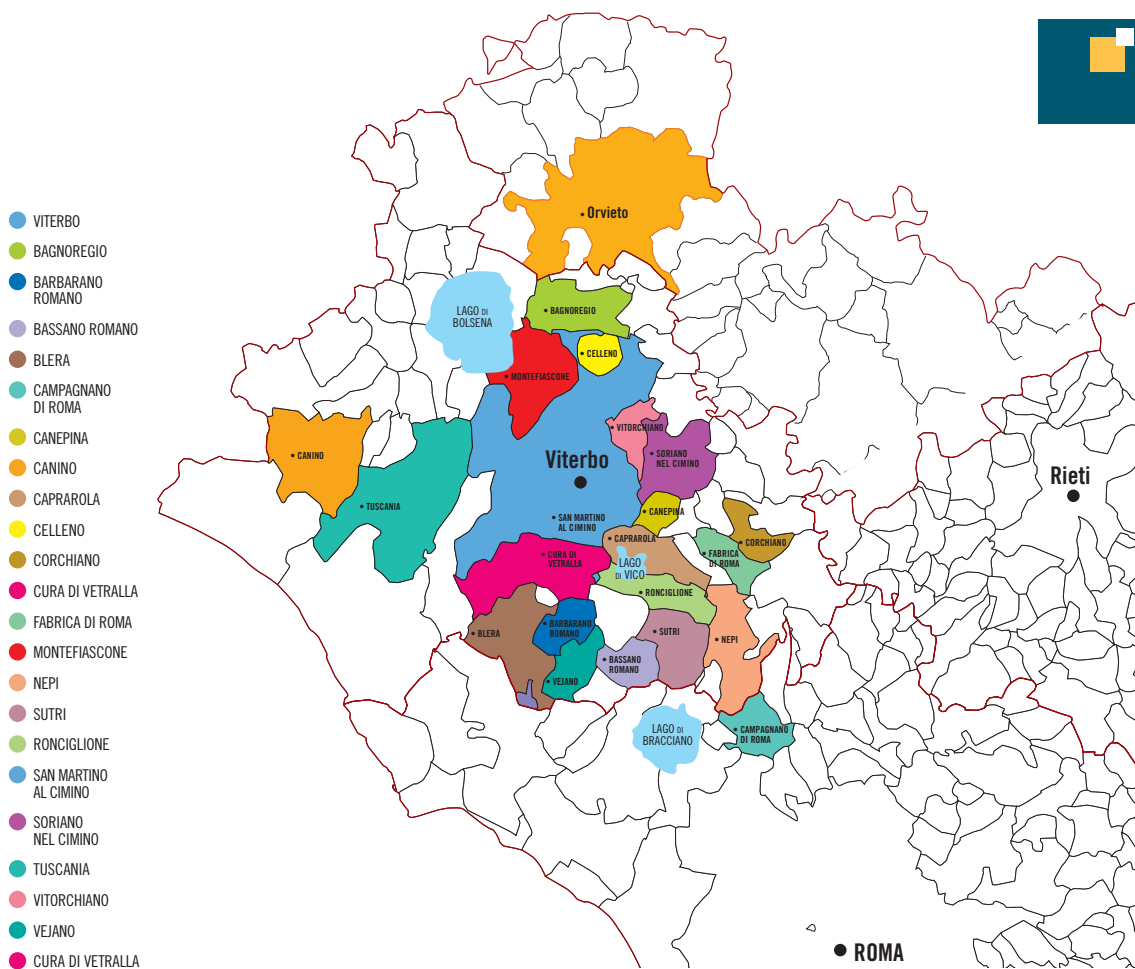 VITERBO
BAGNOREGIO
BARBARANO
ROMANO
BASSANO ROMANO
BLERA
CAMPAGNANO
DI ROMA
CANEPINA
CANINO
CAPRAROLA
CELLENO
CORCHIANO
CURA DI VETRALLA
FABRICA DI ROMA
MONTEFIASCONE
NEPI
SUTRI
RONCIGLIONE
SAN MARTINO
AL CIMINO
SORIANO
NEL CIMINO
TUSCANIA
VITORCHIANO
VEJANO
CURA DI VETRALLA
Orvieto
LAGO DI
BOLSENA
BAGNOREGIO
CELLENO
MONTEFIASCONE
VITORCHIANO
CANINO
SORIANO
NEL CIMINO
Viterbo
Rieti
TUSCANIA
SAN MARTINO
AL CIMINO
CANEPINA
CAPRAROLA
CORCHIANO
CURA DI
VETRALLA
FABRICA
DI ROMA
LAGO
DI VICO
RONCIGLIONE
BLERA
BARBARANO
ROMANO
SUTRI
NEPI
BASSANO
ROMANO
VEJANO
LAGO DI
BRACCIANO
CAMPAGNANO
DI ROMA
ROMA